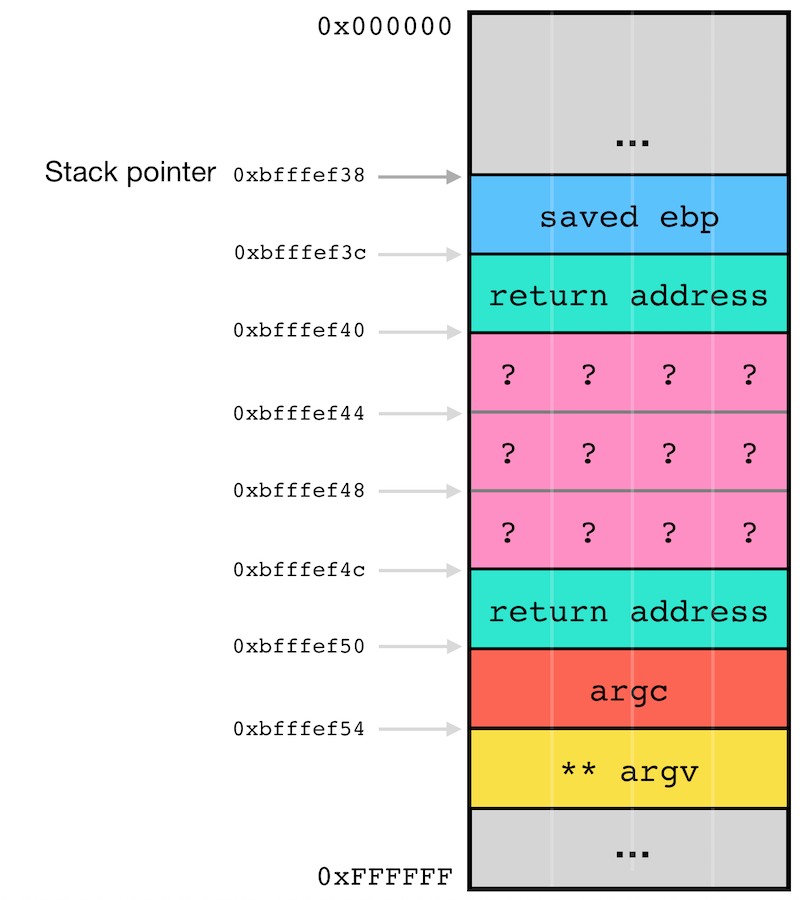 0x000000
...
Stack pointer 0xbfffef38
saved ebp
0xbfffef3c
return address
0xbfffef40
? ? ? ?
0xbfffef44
? ? ? ?
0xbfffef48
? ? ? ?
0xbfffef4c
return address
0xbfffef50
argc
0xbfffef54
** argv
...
0xFFFFFF